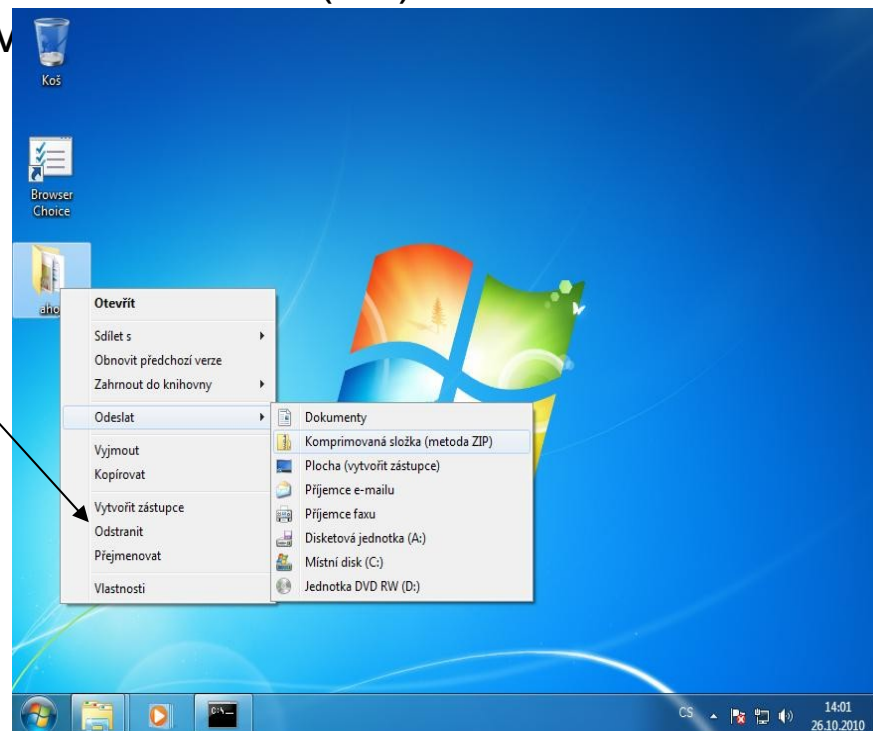 Koš
Browser
Choice
Otevřít
Sdílet s
Obnovit předchozí verze
Zahrnout do knihovny
Odeslat
Vyjmout
Kopírovat
Vytvořit zástupce
Odstranit
Přejmenovat
Vlastnosti
Dokumenty
Komprimovaná složka (metoda ZIP)
Plocha (vytvořit zástupce)
Příjemce e-mailu
Příjemce faxu
Disketová jednotka (A:)
Místní disk (C:)
Jednotka DVD RW (D:)
CS
14:01
26.10.2010